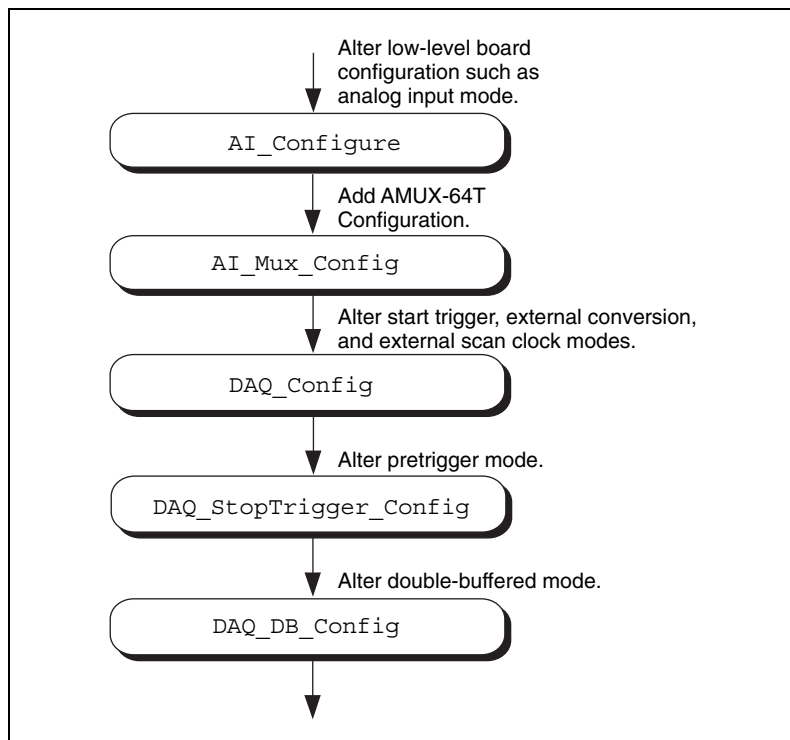 Alter low-level board
configuration such as
analog input mode.
AI_Configure
Add AMUX-64T
Configuration.
AI_Mux_Config
Alter start trigger, external conversion,
and external scan clock modes.
DAQ_Config
Alter pretrigger mode.
DAQ_StopTrigger_Config
Alter double-buffered mode.
DAQ_DB_Config